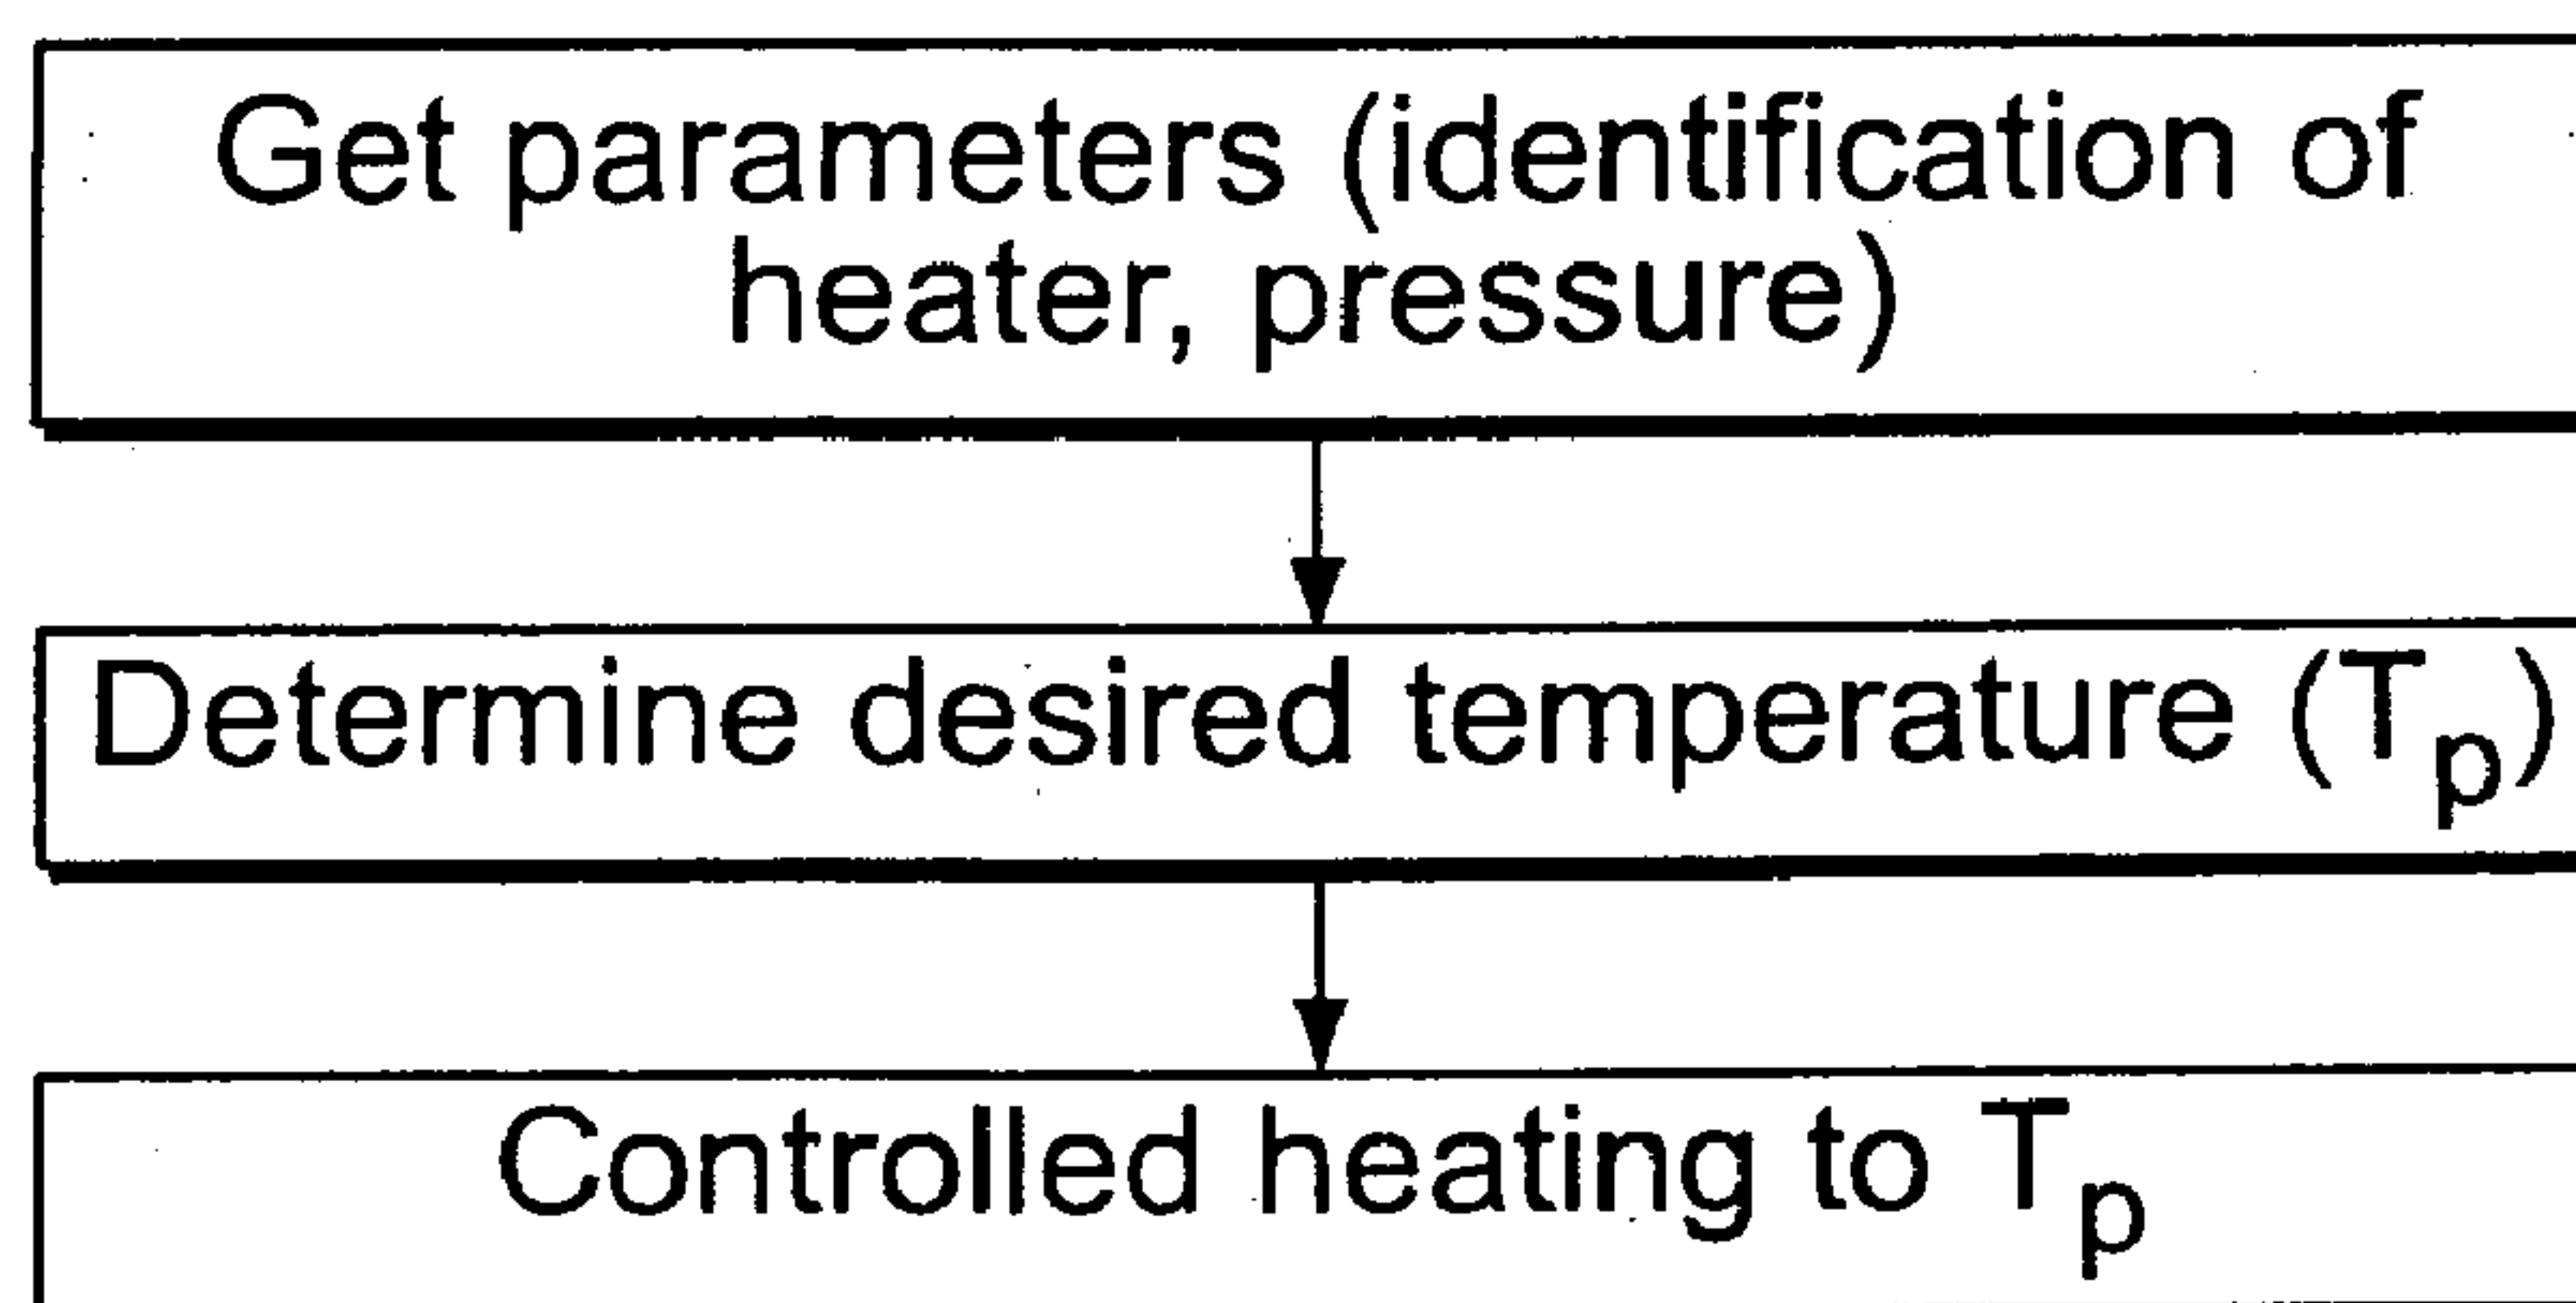 Get parameters (identification of
heater, pressure)
Determine desired temperature (Tp)
Controlled heating to Tp